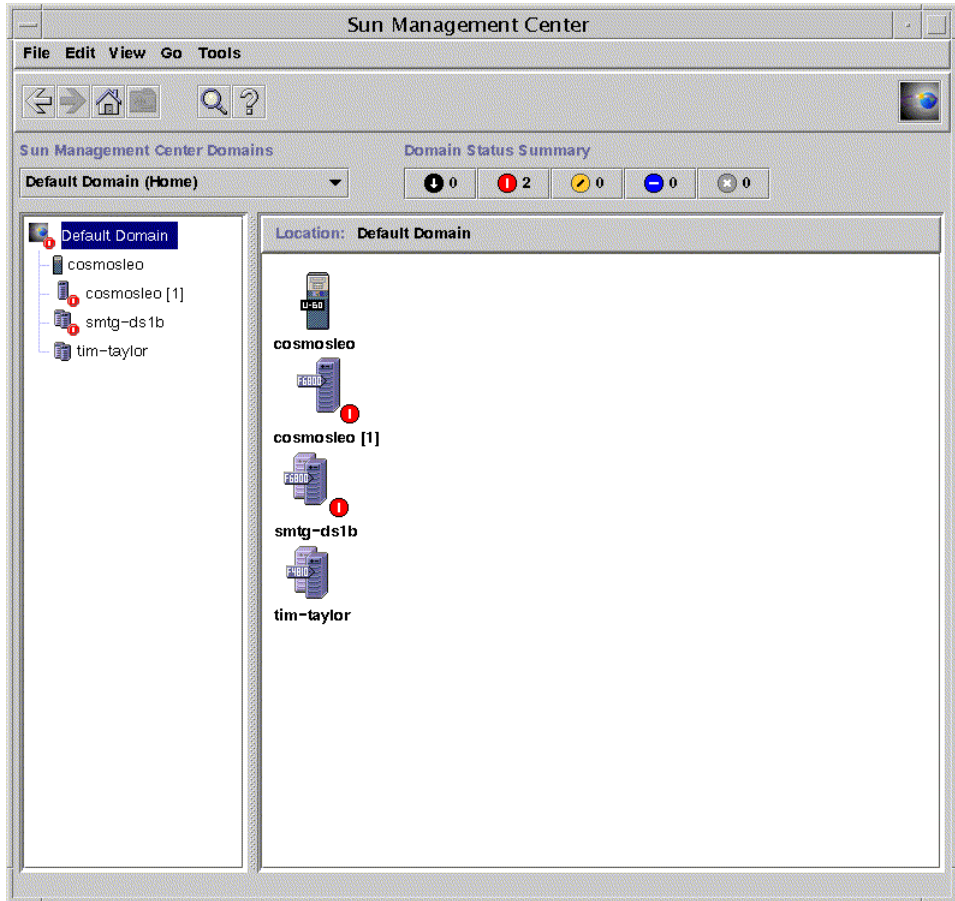 Sun Management Center
File Edit View Go Tools
Sun Management Center Domains
Domain Status Summary
Default Domain (Home)
0 2 0 0 0
Default Domain
cosmosleo
cosmosleo [1]
smtg-ds1b
tim-taylor
Location: Default Domain
U-60
cosmosleo
F6800
cosmosleo [1]
F6800
smtg-ds1b
F4810
tim-taylor